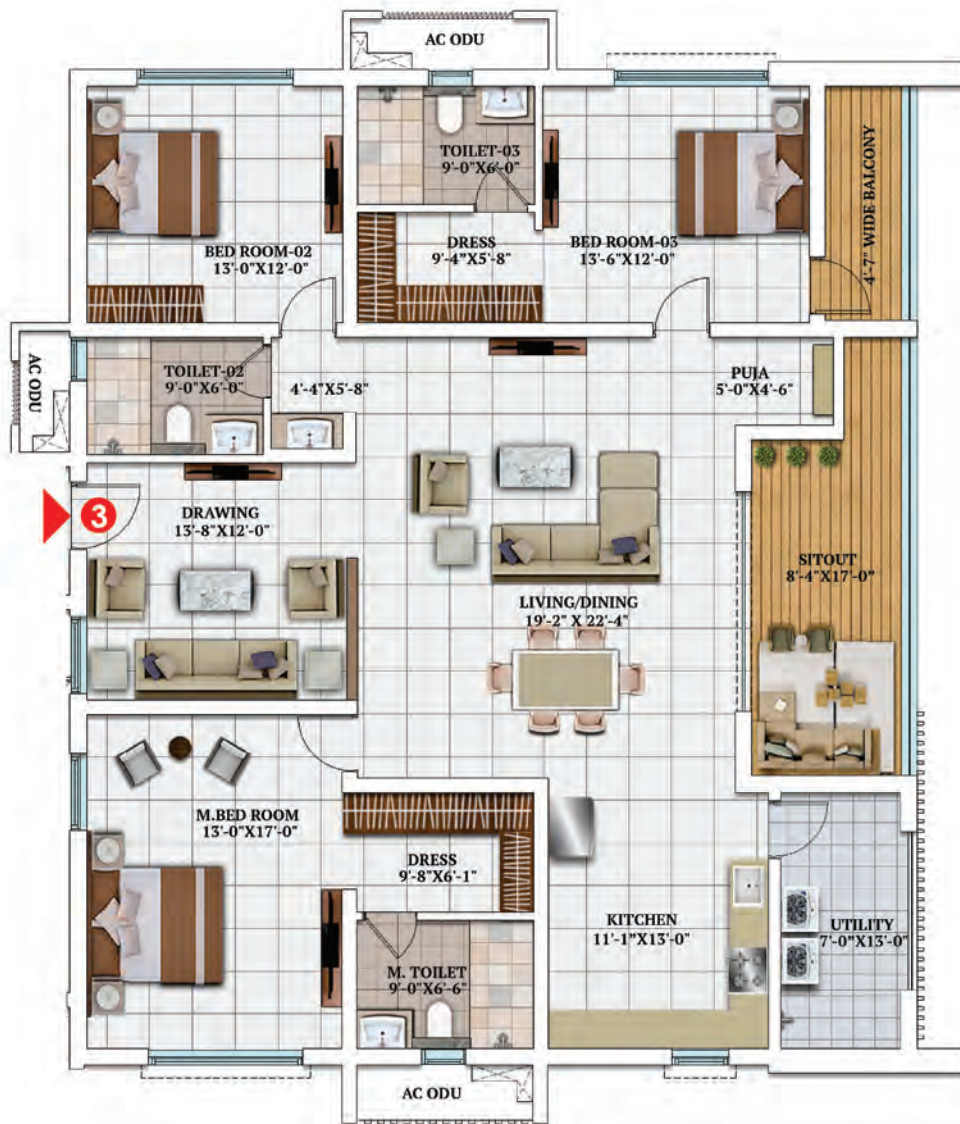 AC ODU
TOILET-03
9'-0"X6'-0"
BED ROOM-02
13'-0"X12'-0"
DRESS
9'-4"X5'-8"
BED ROOM-03
13'-6"X12'-0"
4'-7" WIDE BALCONY
AC ODU
TOILET-02
9'-0"X6'-0"
4'-4"X5'-8"
PUJA
5'-0"X4'-6"
3
DRAWING
13'-8"X12'-0"
SITOUT
8'-4"X17'-0"
LIVING/DINING
19'-2" X 22'-4"
M.BED ROOM
13'-0"X17'-0"
DRESS
9'-8"X6'-1"
KITCHEN
11'-1"X13'-0"
UTILITY
7'-0"X13'-0"
M. TOILET
9'-0"X6'-6"
AC ODU